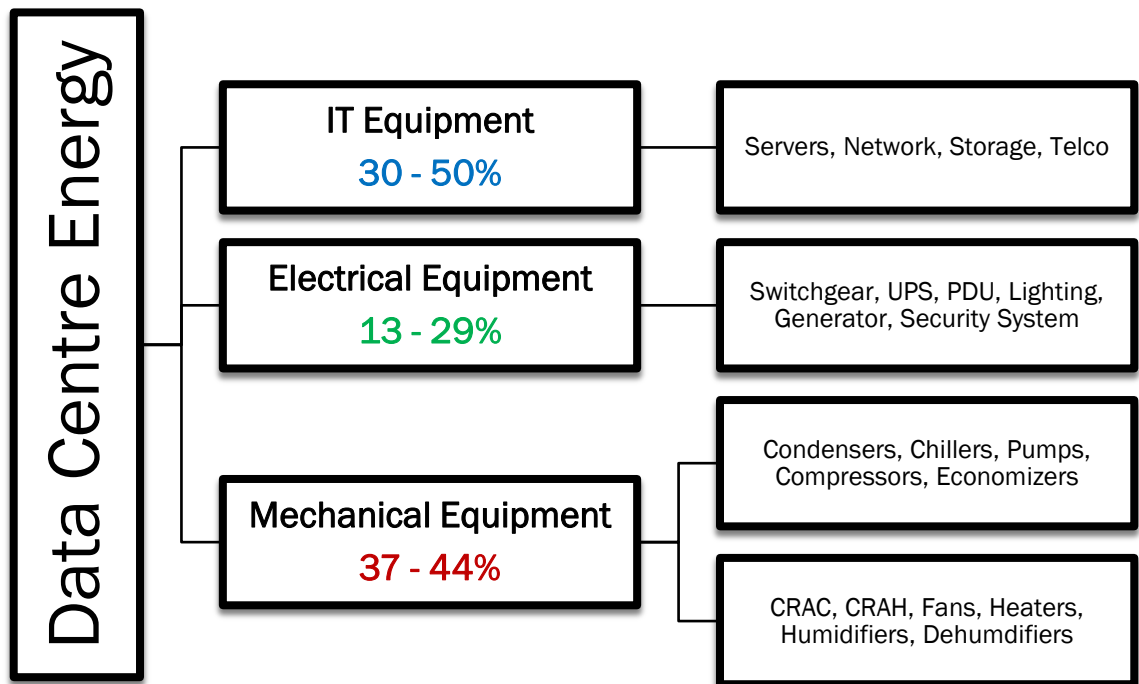 Data Centre Energy
IT Equipment
30 - 50%
Servers, Network, Storage, Telco
Electrical Equipment
13 - 29%
Switchgear, UPS, PDU, Lighting,
Generator, Security System
Mechanical Equipment
37 - 44%
Condensers, Chillers, Pumps,
Compressors, Economizers
CRAC, CRAH, Fans, Heaters,
Humidifiers, Dehumdifiers